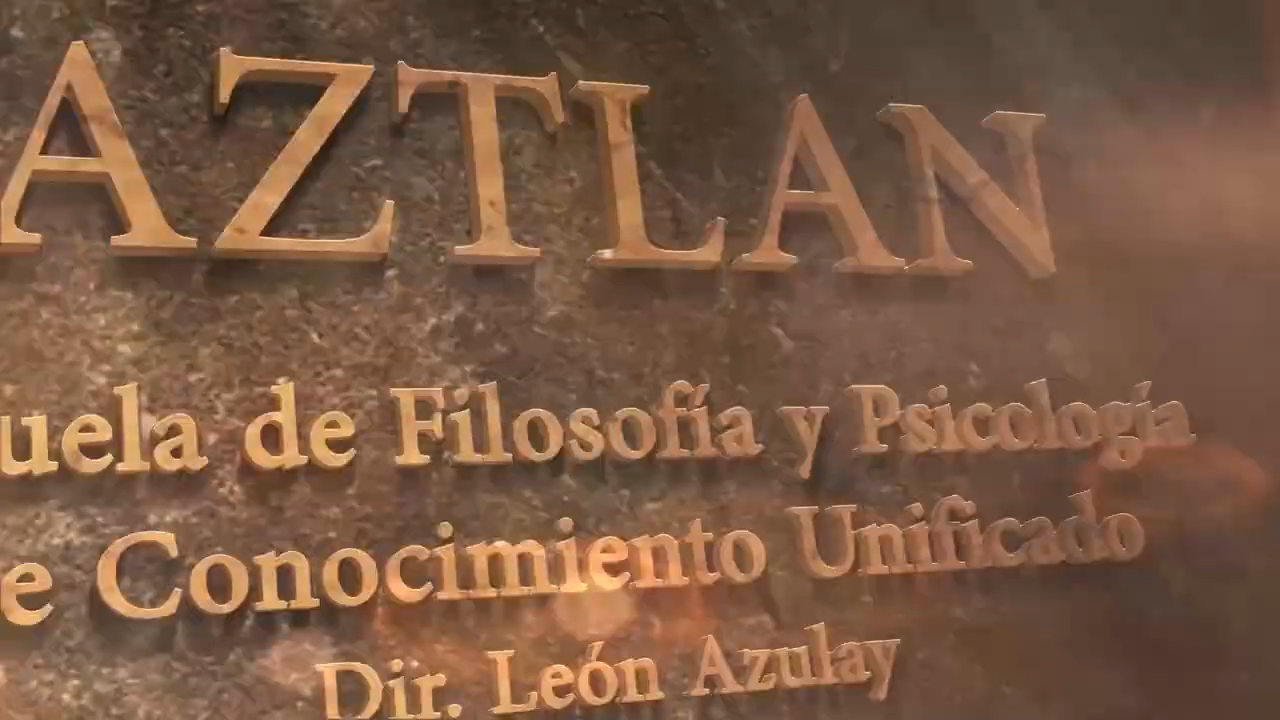 AZTLAN
uela de Filosofía y Psicología
e Conocimiento Unificado
Dir. León Azulay